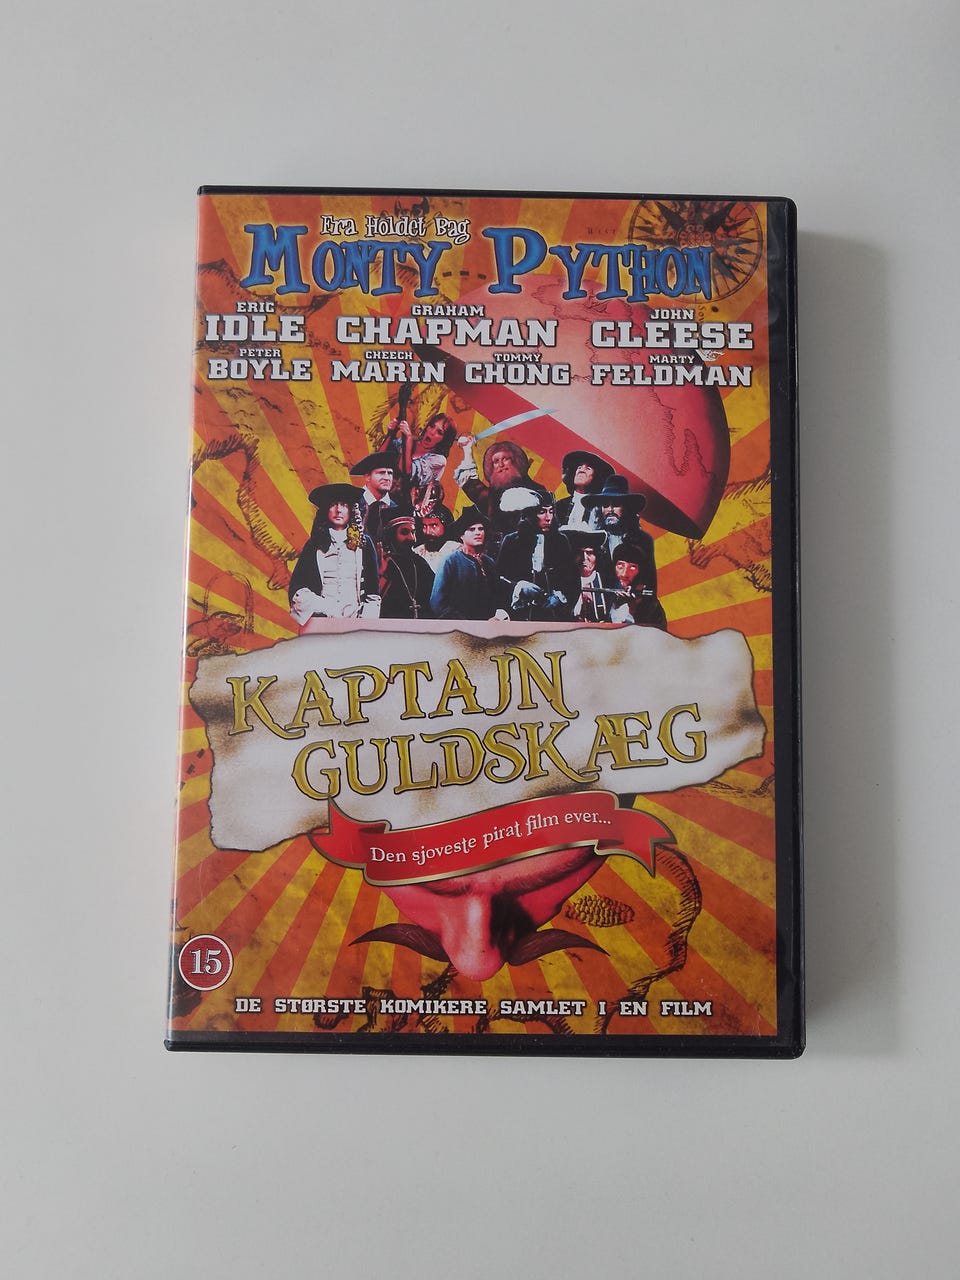 Fra Holdet Bag
MONTY PYTHON
ERIC IDLE GRAHAM CHAPMAN JOHN CLEESE
PETER BOYLE CHEECH MARIN TOMMY CHONG MARTY FELDMAN
KAPTAJN
GULDSKÆG
Den sjoveste pirat film ever...
15
DE STØRSTE KOMIKERE SAMLET I EN FILM